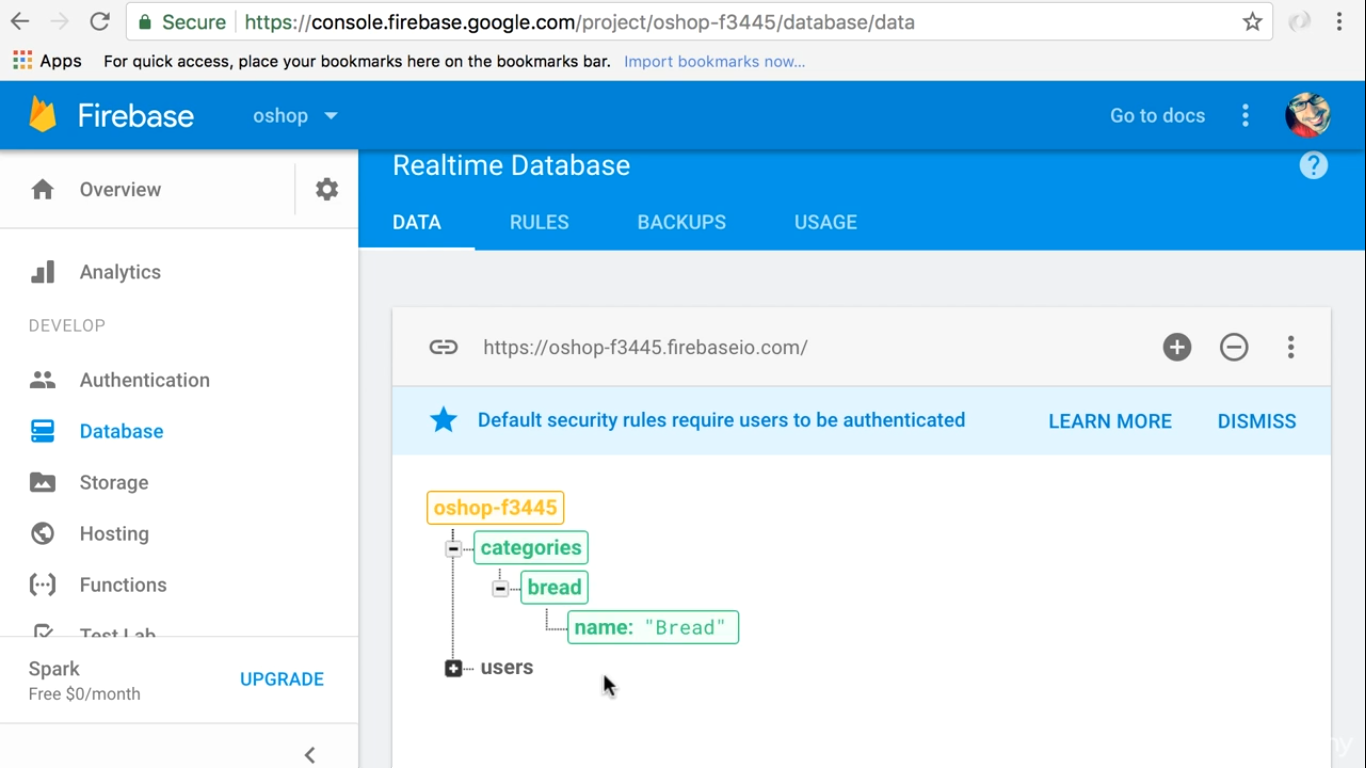 Secure https://console.firebase.google.com/project/oshop-f3445/database/data
Apps For quick access, place your bookmarks here on the bookmarks bar. Import bookmarks now...
Firebase oshop Go to docs
Overview
Realtime Database
DATA RULES BACKUPS USAGE
Analytics
DEVELOP
Authentication
Database
Storage
Hosting
Functions
Test Lab
Spark
Free $0/month
UPGRADE
https://oshop-f3445.firebaseio.com/
Default security rules require users to be authenticated LEARN MORE DISMISS
oshop-f3445
categories
bread
name: "Bread"
users